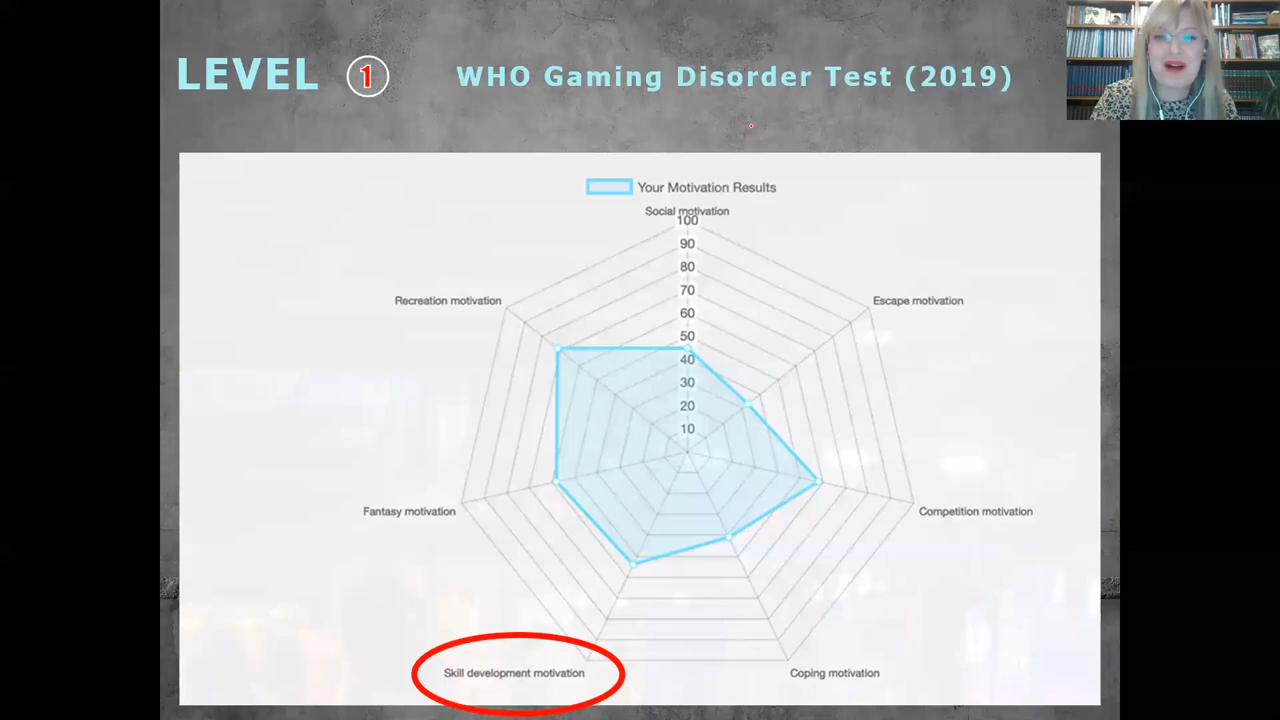 LEVEL 1 WHO Gaming Disorder Test (2019)
Your Motivation Results
Social motivation
100
90
80
70
60
50
40
30
20
10
Recreation motivation
Escape motivation
Fantasy motivation
Competition motivation
Skill development motivation
Coping motivation